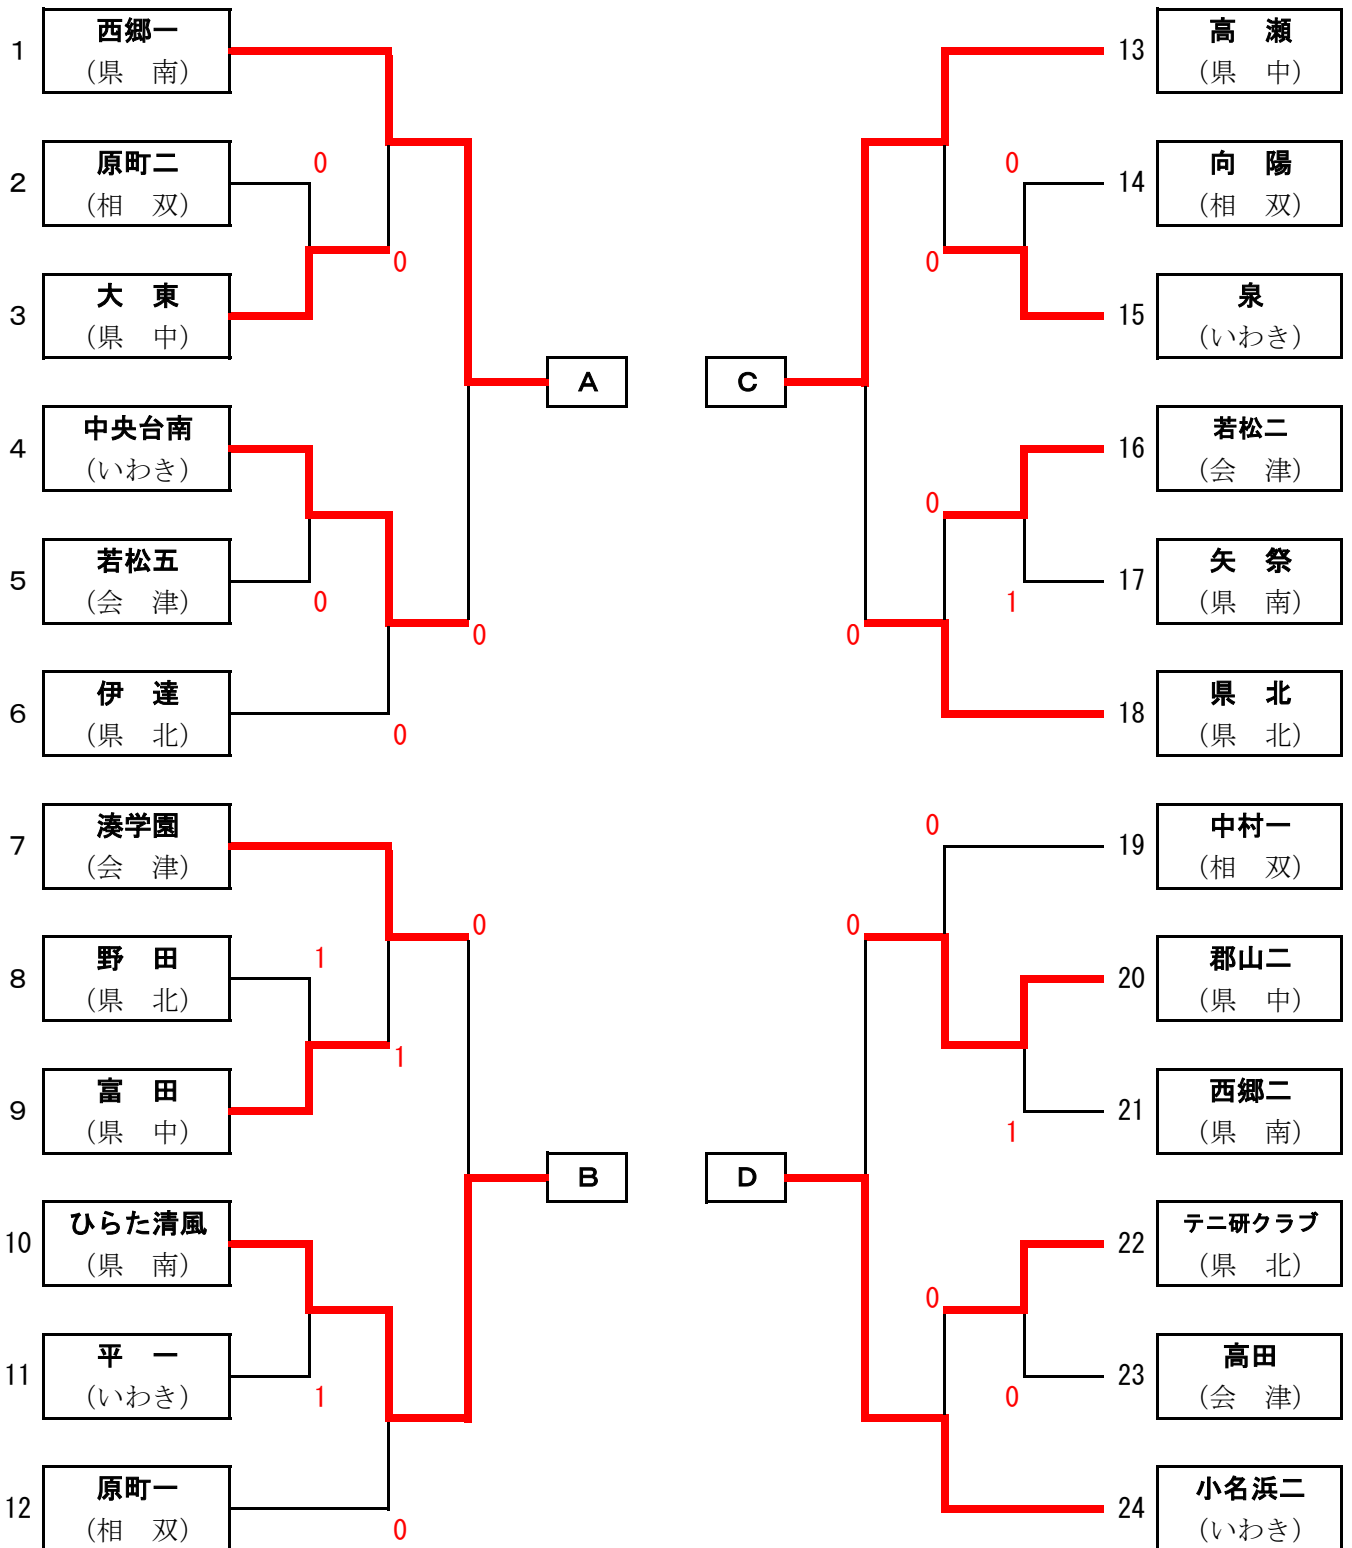 1
西郷一
（県　南）
2
原町二
（相　双）
0
3
大　東
（県　中）
0
4
中央台南
（いわき）
5
若松五
（会　津）
0
0
6
伊　達
（県　北）
0
A
7
湊学園
（会　津）
0
8
野　田
（県　北）
1
9
富　田
（県　中）
1
10
ひらた清風
（県　南）
11
平　一
（いわき）
1
12
原町一
（相　双）
0
B
13
高　瀬
（県　中）
14
向　陽
（相　双）
0
15
泉
（いわき）
0
C
16
若松二
（会　津）
0
17
矢　祭
（県　南）
1
0
18
県　北
（県　北）
19
中村一
（相　双）
0
0
20
郡山二
（県　中）
21
西郷二
（県　南）
1
D
22
テニ研クラブ
（県　北）
0
23
高田
（会　津）
0
24
小名浜二
（いわき）